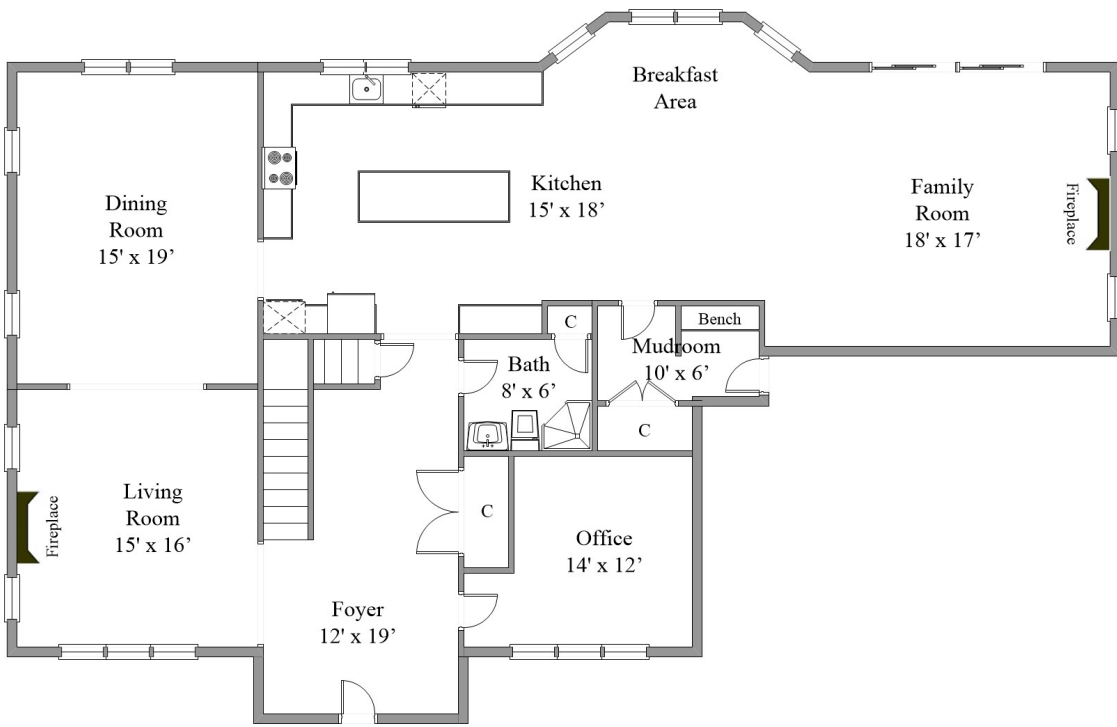 Breakfast
Area
Dining
Room
15' x 19’
Kitchen
15' x 18’
Family
Room
18' x 17’
Fireplace
C
Bench
Mudroom
10' x 6’
Bath
8' x 6’
C
Living
Room
15' x 16’
Fireplace
C
Office
14' x 12’
Foyer
12' x 19’